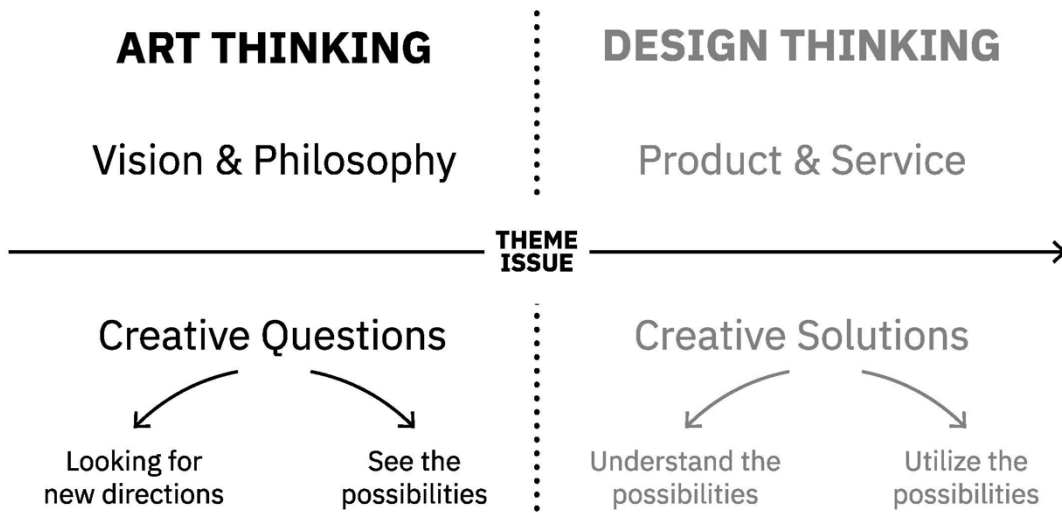 ART THINKING
DESIGN THINKING
Vision & Philosophy
Product & Service
THEME
ISSUE
Creative Questions
Creative Solutions
Looking for
new directions
See the
possibilities
Understand the
possibilities
Utilize the
possibilities